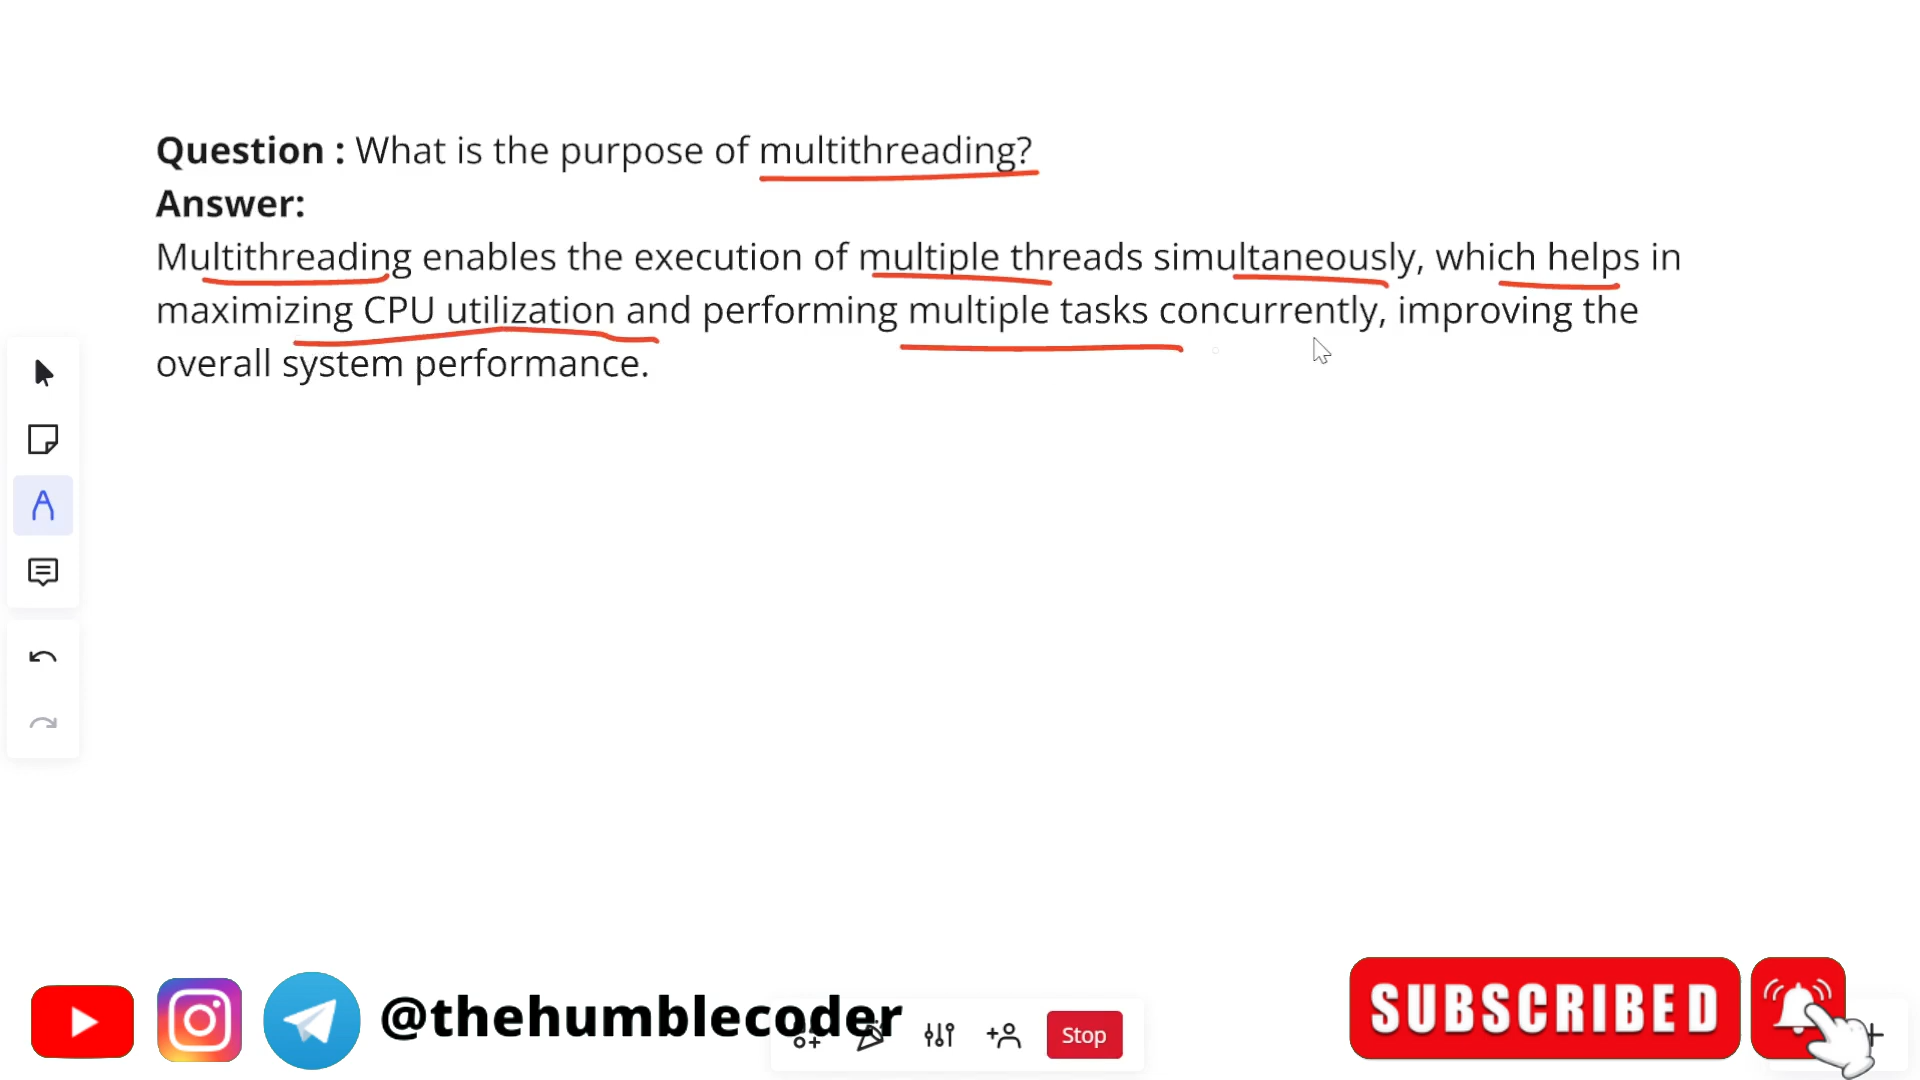 Question : What is the purpose of multithreading?
Answer:
Multithreading enables the execution of multiple threads simultaneously, which helps in
maximizing CPU utilization and performing multiple tasks concurrently, improving the
overall system performance.
@thehumblecoder
Stop
SUBSCRIBED